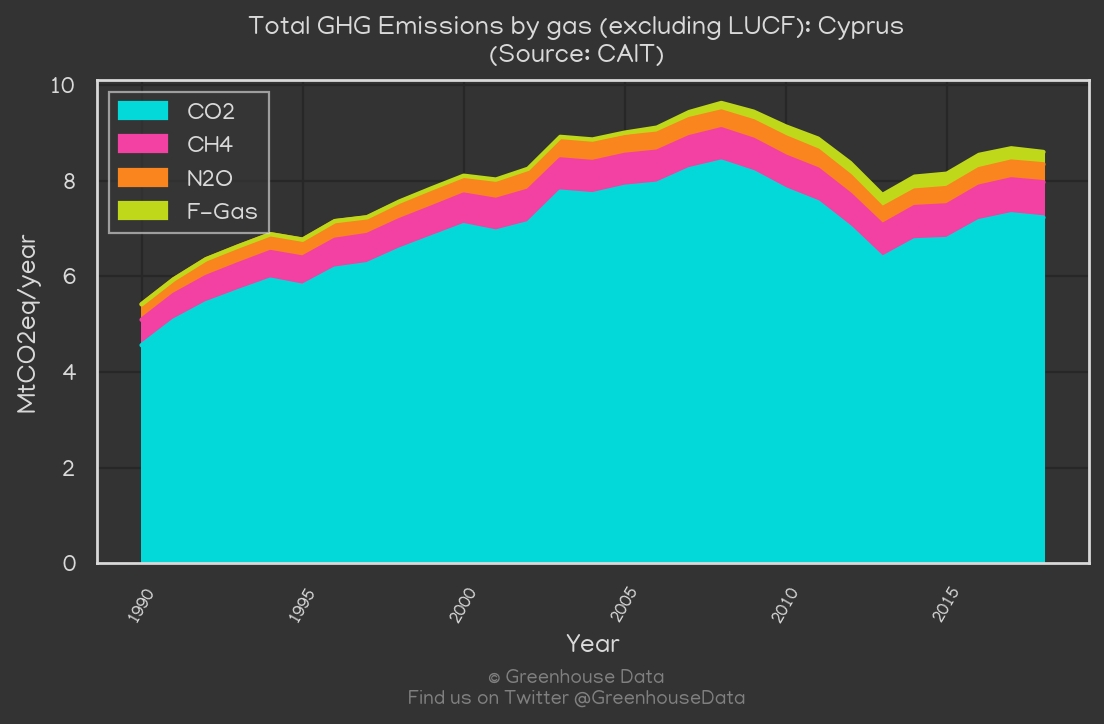 Total GHG Emissions by gas (excluding LUCF): Cyprus
(Source: CAIT)
10
8
6
4
2
0
MtCO2eq/year
CO2
CH4
N2O
F-Gas
1990
1995
2000
2005
2010
2015
Year
© Greenhouse Data
Find us on Twitter @GreenhouseData